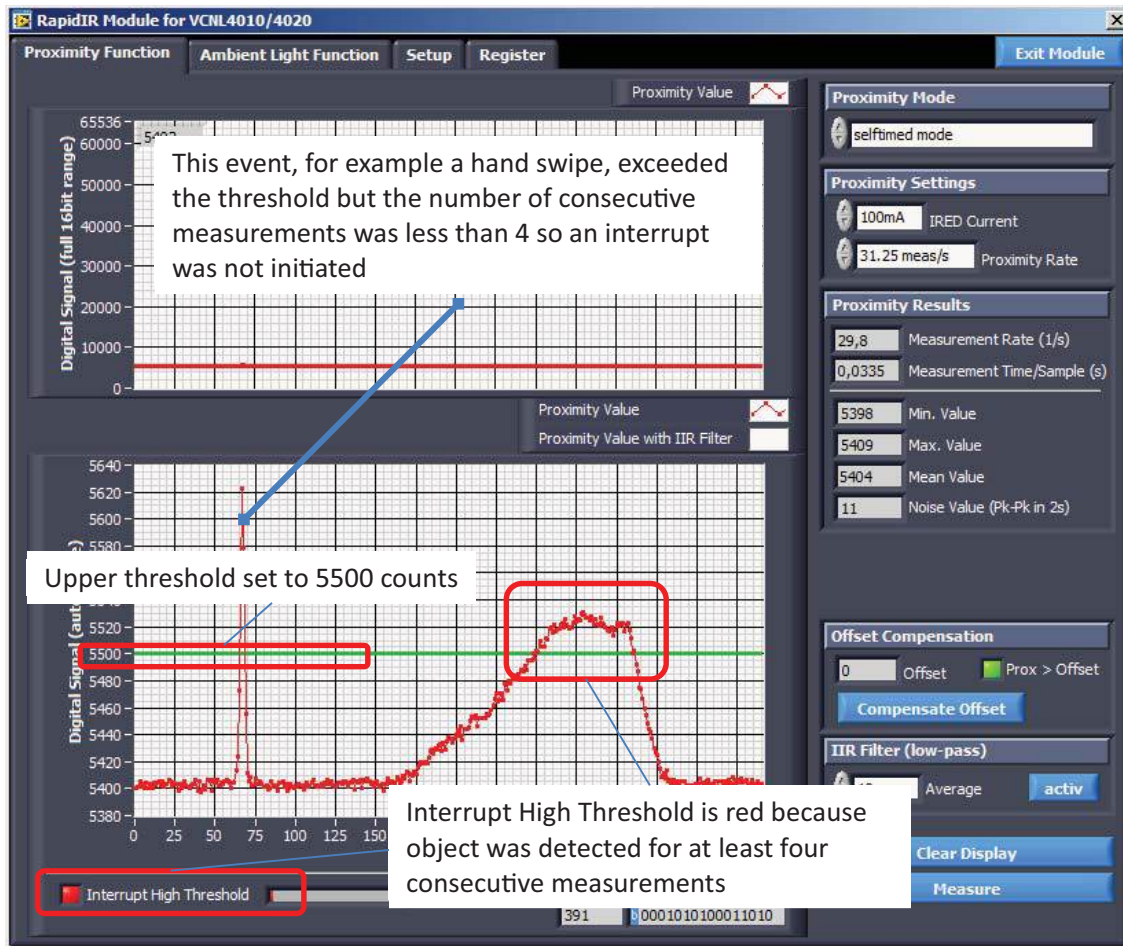 RapidIR Module for VCNL4010/4020
Proximity Function
Ambient Light Function
Setup
Register
Exit Module
Proximity Value
Digital Signal (full 16bit range)
65536
60000
50000
40000
30000
20000
10000
0
This event, for example a hand swipe, exceeded
the threshold but the number of consecutive
measurements was less than 4 so an interrupt
was not initiated
Proximity Value
Proximity Value with IIR Filter
Digital Signal (auto
5640
5620
5600
5580
Upper threshold set to 5500 counts
5520
5500
5480
5460
5440
5420
5400
5380
0 25 50 75 100 125 150
Interrupt High Threshold is red because
object was detected for at least four
consecutive measurements
Interrupt High Threshold
391
b 0001010100011010
Proximity Mode
selftimed mode
Proximity Settings
100mA IRED Current
31.25 meas/s Proximity Rate
Proximity Results
29,8 Measurement Rate (1/s)
0,0335 Measurement Time/Sample (s)
5398 Min. Value
5409 Max. Value
5404 Mean Value
11 Noise Value (Pk-Pk in 2s)
Offset Compensation
0 Offset Prox > Offset
Compensate Offset
IIR Filter (low-pass)
Average activ
Clear Display
Measure